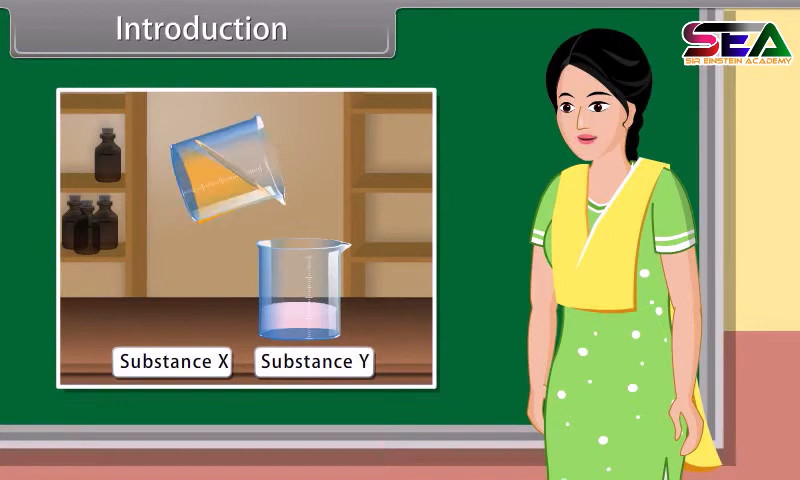 Introduction
SEA
SIR EINSTEIN ACADEMY
Substance X
Substance Y